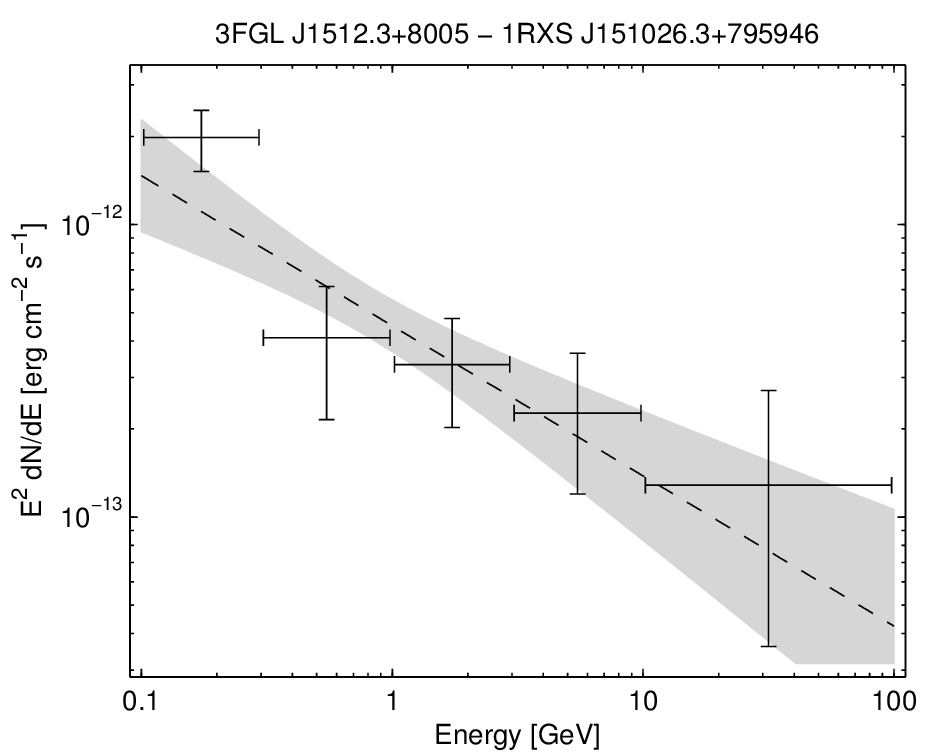 3FGL J1512.3+8005 − 1RXS J151026.3+795946
E² dN/dE [erg cm⁻² s⁻¹]
10⁻¹²
10⁻¹³
0.1 1 10 100
Energy [GeV]